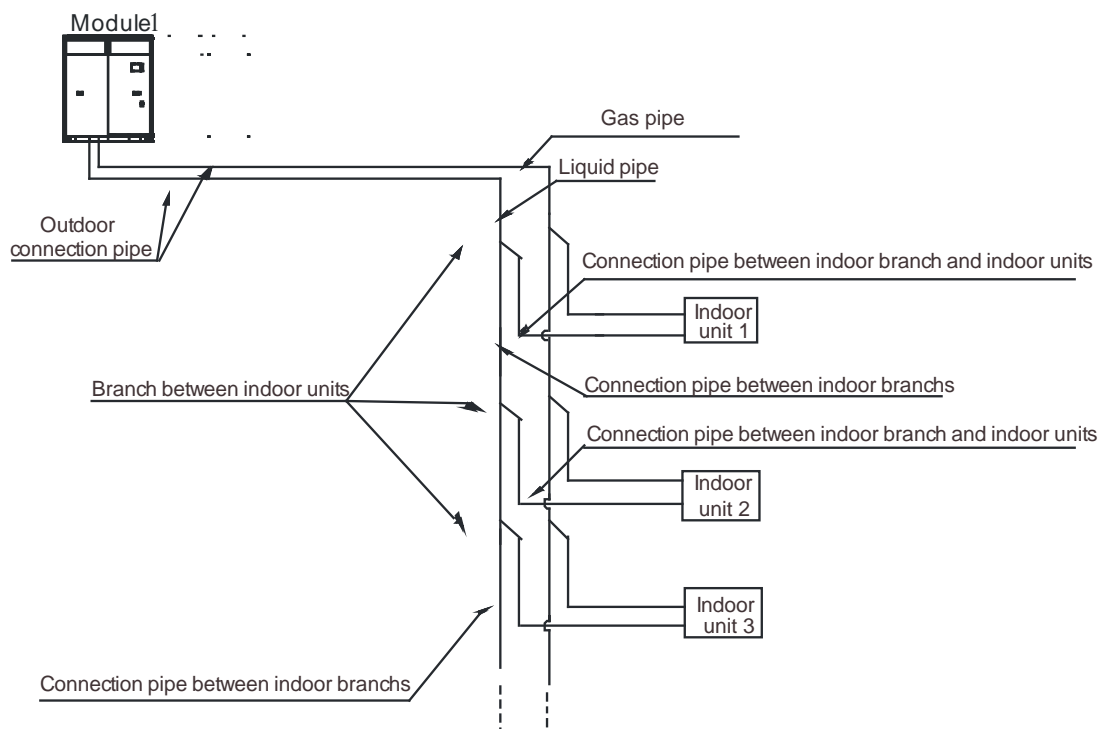 Module1
Gas pipe
Liquid pipe
Outdoor
connection pipe
Connection pipe between indoor branch and indoor units
Indoor
unit 1
Branch between indoor units
Connection pipe between indoor branchs
Connection pipe between indoor branch and indoor units
Indoor
unit 2
Indoor
unit 3
Connection pipe between indoor branchs